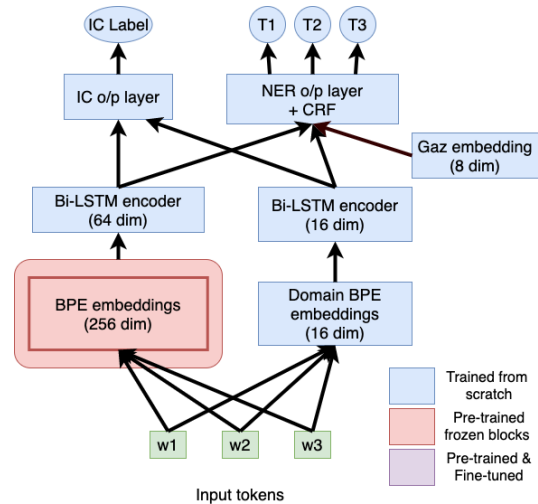 IC Label
T1
T2
T3
IC o/p layer
NER o/p layer
+ CRF
Gaz embedding
(8 dim)
Bi-LSTM encoder
(64 dim)
Bi-LSTM encoder
(16 dim)
BPE embeddings
(256 dim)
Domain BPE
embeddings
(16 dim)
w1
w2
w3
Input tokens
Trained from
scratch
Pre-trained
frozen blocks
Pre-trained &
Fine-tuned